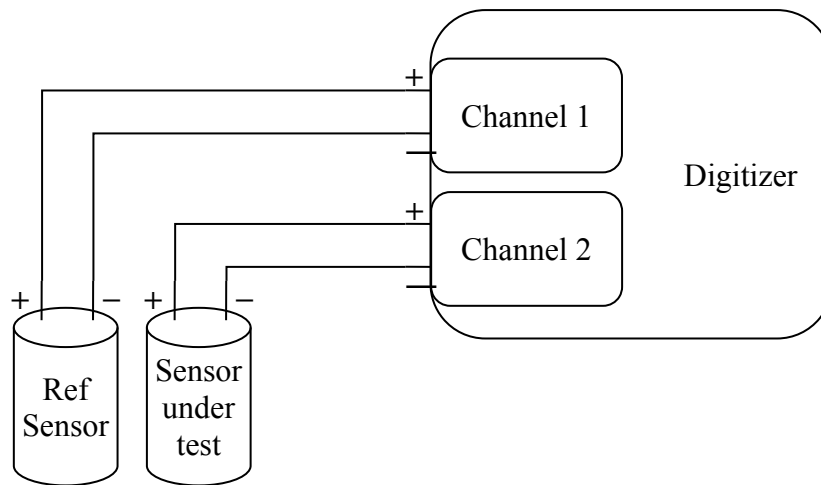 +
Channel 1
−
Digitizer
+
Channel 2
−
+
−
+
−
Ref
Sensor
Sensor
under
test